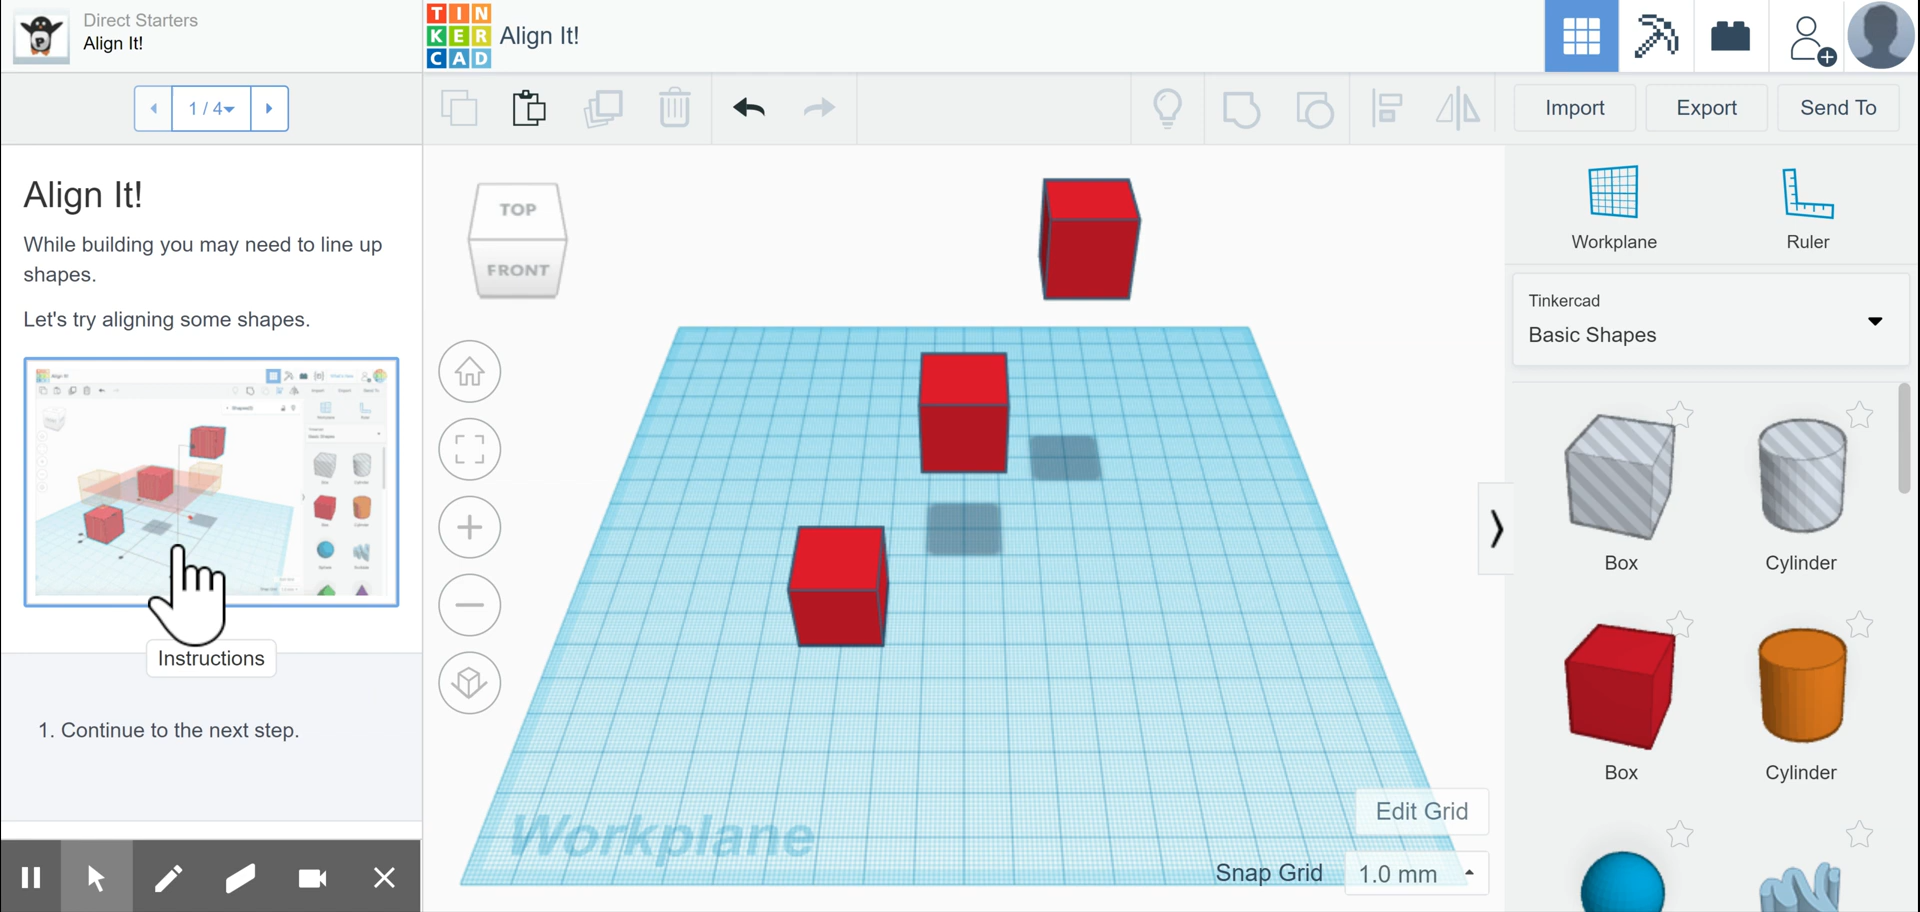 Direct Starters
Align It!
TIN
KER
CAD
Align It!
1 / 4
Import
Export
Send To
Align It!
While building you may need to line up
shapes.
Let's try aligning some shapes.
Instructions
1. Continue to the next step.
TOP
FRONT
Workplane
Edit Grid
Snap Grid
1.0 mm
Workplane
Ruler
Tinkercad
Basic Shapes
Box
Cylinder
Box
Cylinder